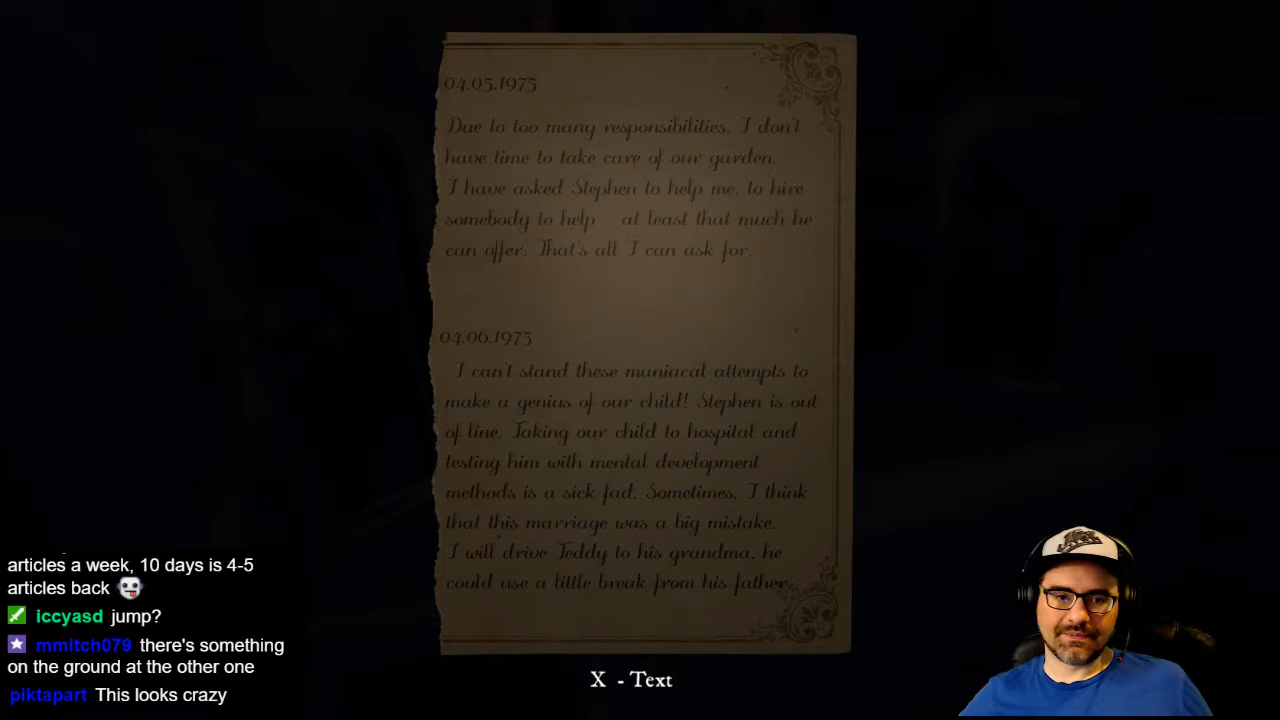 04.05.1975
Due to too many responsibilities, I don't
have time to take care of our garden.
I have asked Stephen to help me, to hire
somebody to help - at least that much he
can offer. That's all I can ask for.
04.06.1975
I can't stand these maniacal attempts to
make a genius of our child! Stephen is out
of line. Taking our child to hospital and
testing him with mental development
methods is a sick fad. Sometimes, I think
that this marriage was a big mistake.
I will drive Teddy to his grandma, he
could use a little break from his father.
X - Text
articles a week, 10 days is 4-5
articles back 
iccyasd jump?
mmitch079 there's something
on the ground at the other one
piktapart This looks crazy